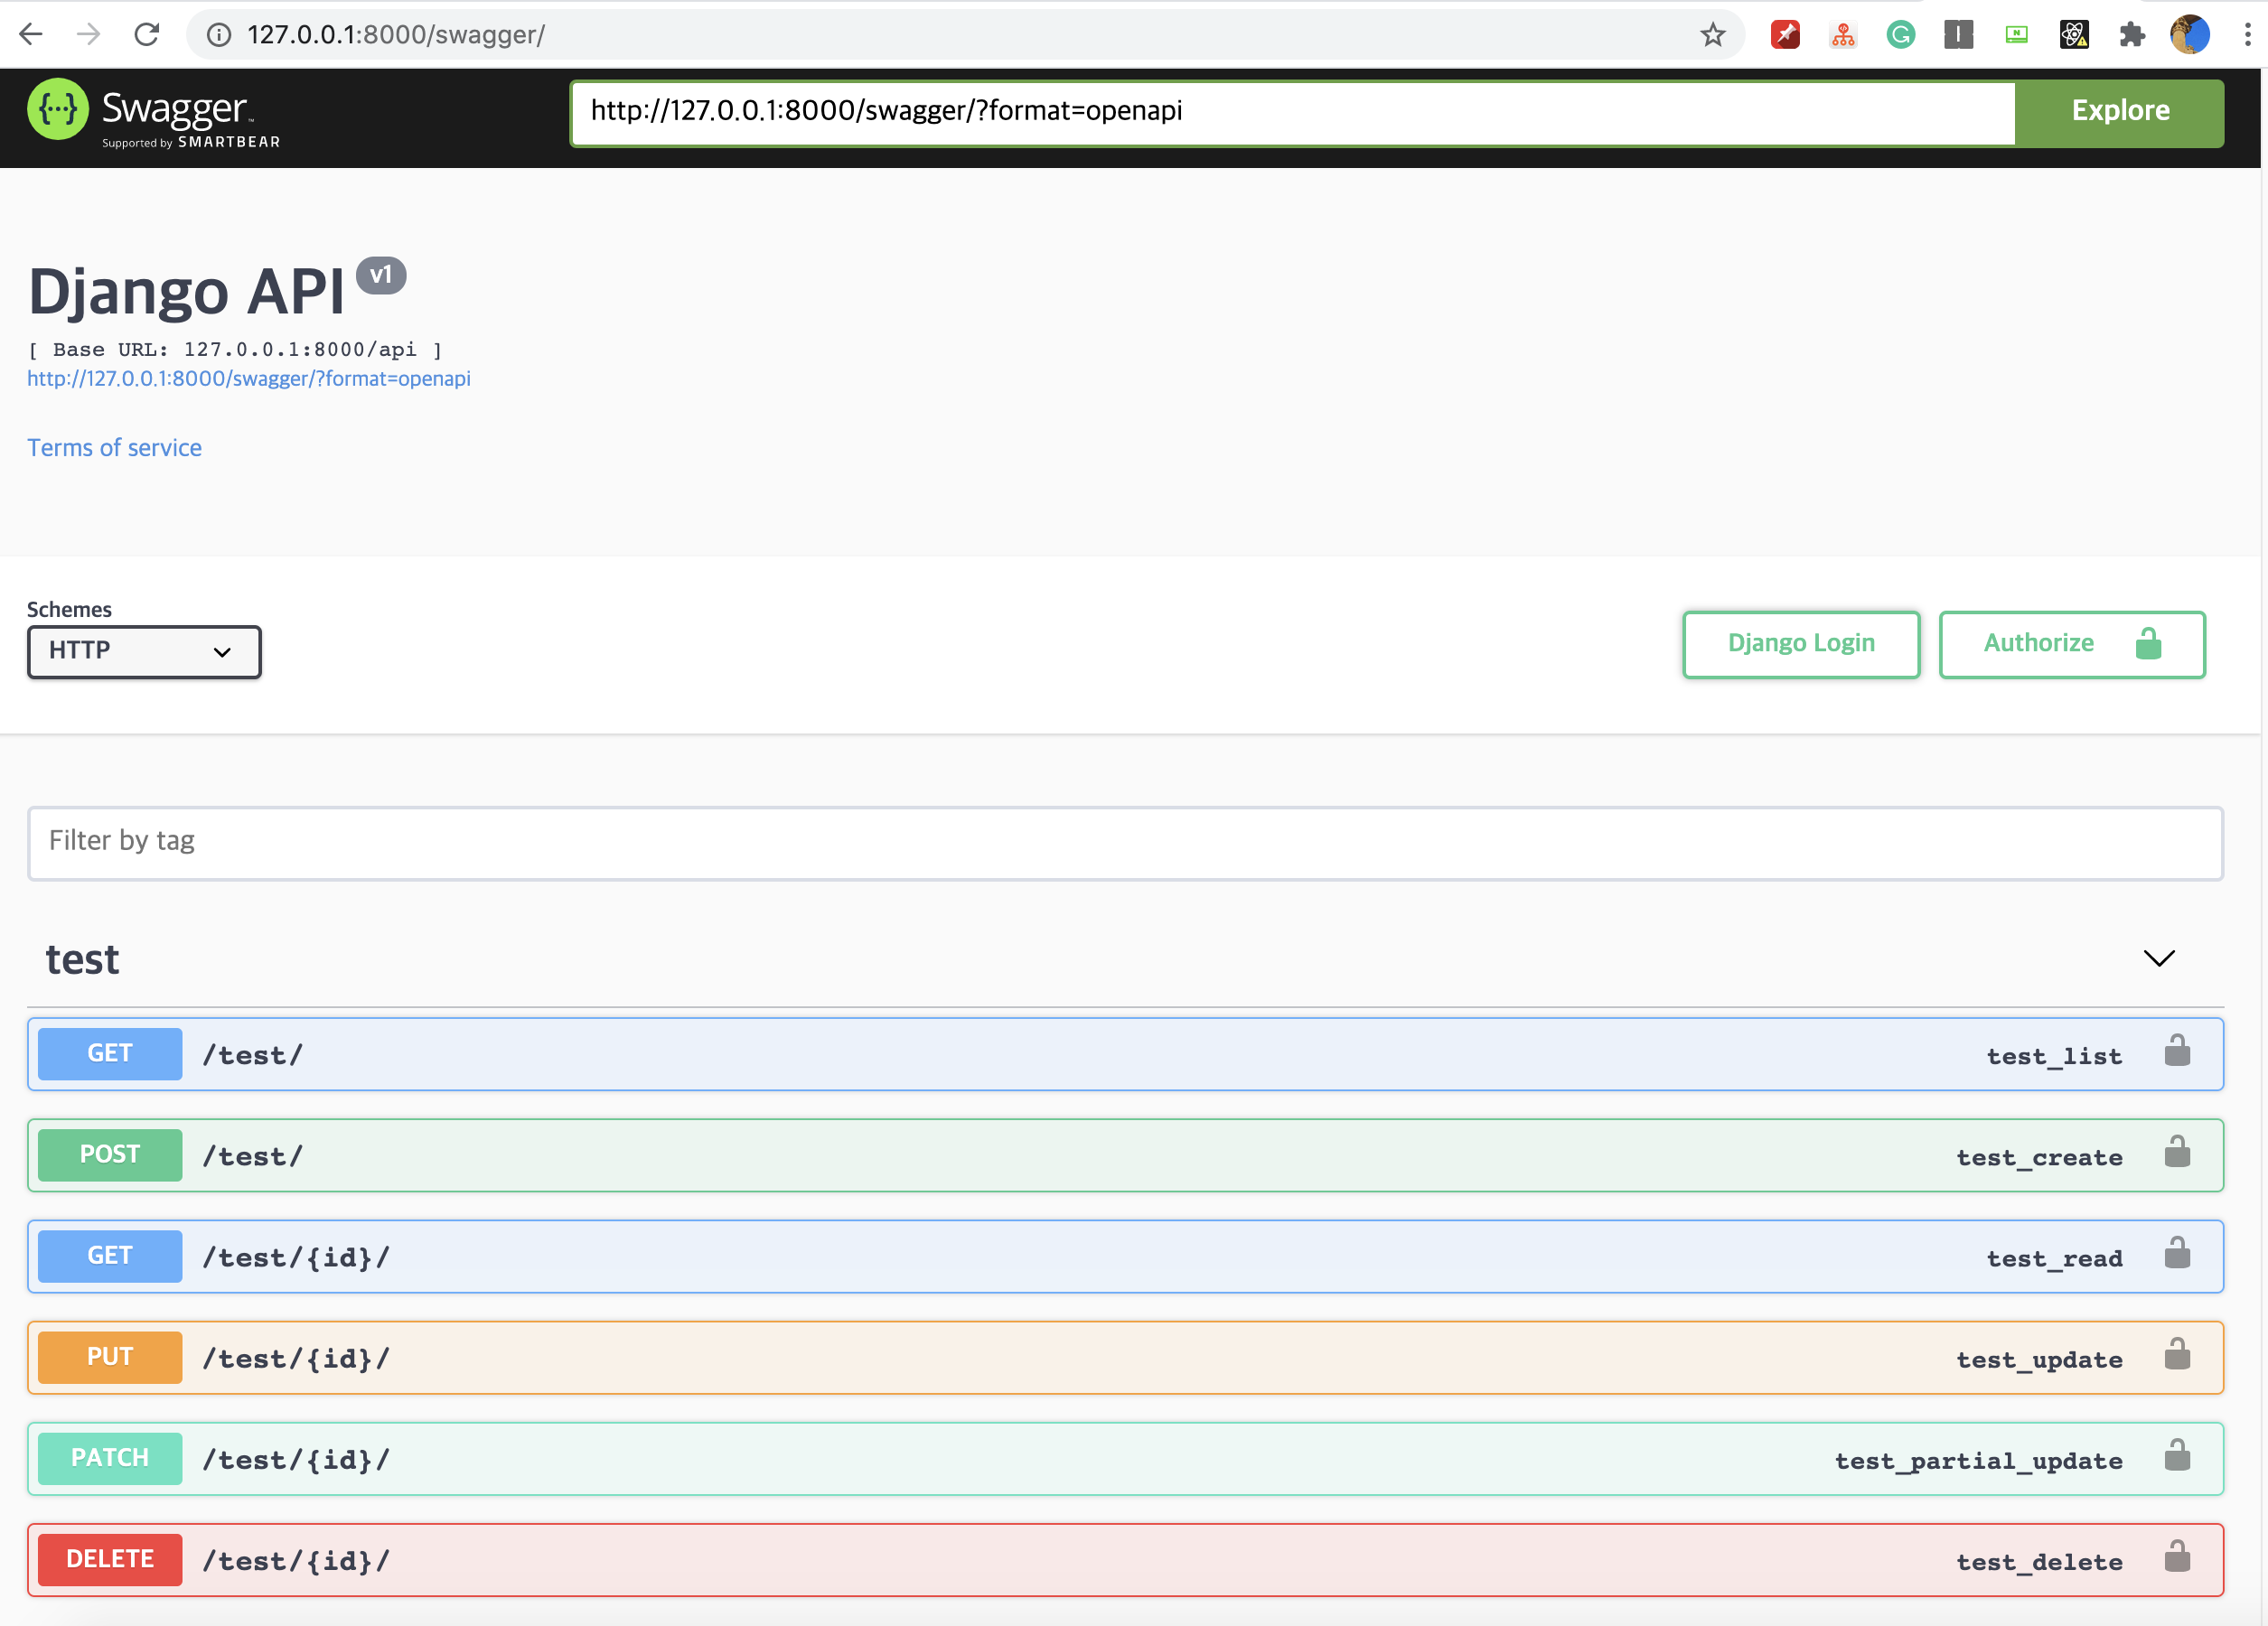 127.0.0.1:8000/swagger/
{···} Swagger™
Supported by SMARTBEAR
http://127.0.0.1:8000/swagger/?format=openapi
Explore
Django API v1
[ Base URL: 127.0.0.1:8000/api ]
http://127.0.0.1:8000/swagger/?format=openapi
Terms of service
Schemes
HTTP
Django Login
Authorize
Filter by tag
test
GET /test/ test_list
POST /test/ test_create
GET /test/{id}/ test_read
PUT /test/{id}/ test_update
PATCH /test/{id}/ test_partial_update
DELETE /test/{id}/ test_delete